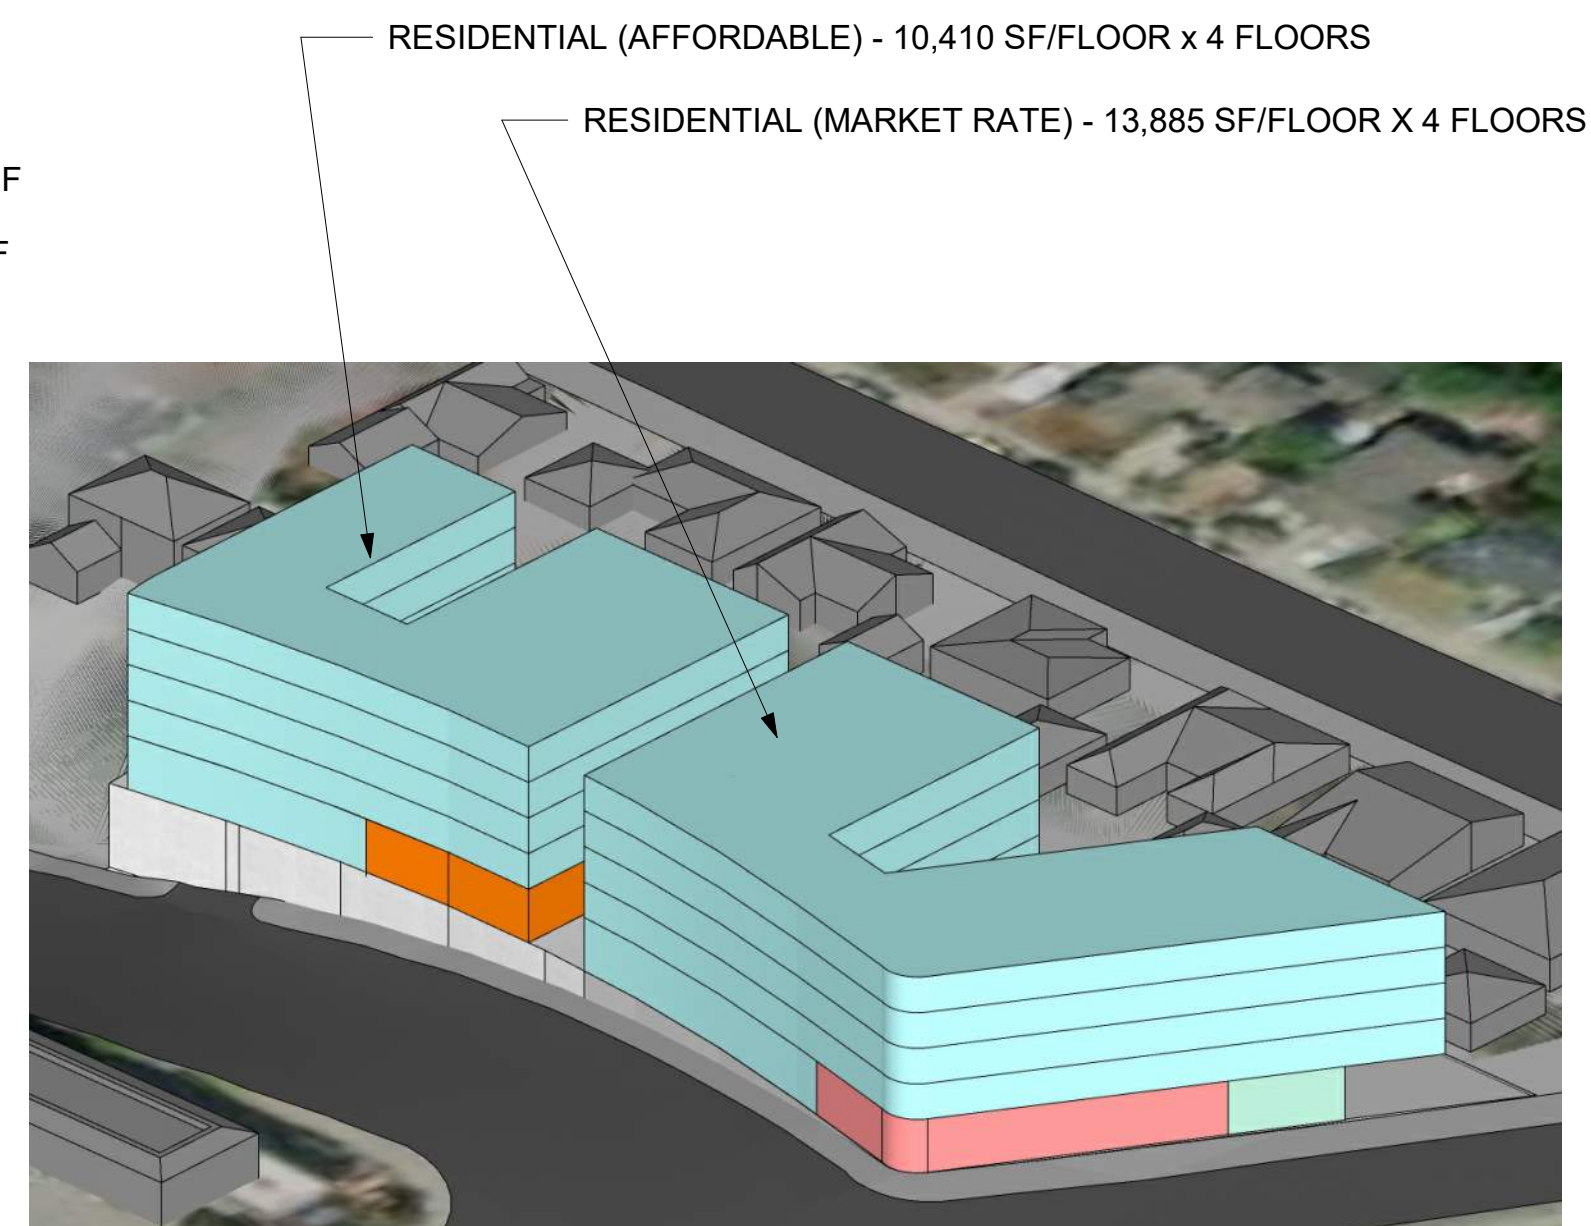 RESIDENTIAL (AFFORDABLE) - 10,410 SF/FLOOR x 4 FLOORS
RESIDENTIAL (MARKET RATE) - 13,885 SF/FLOOR X 4 FLOORS
F
F